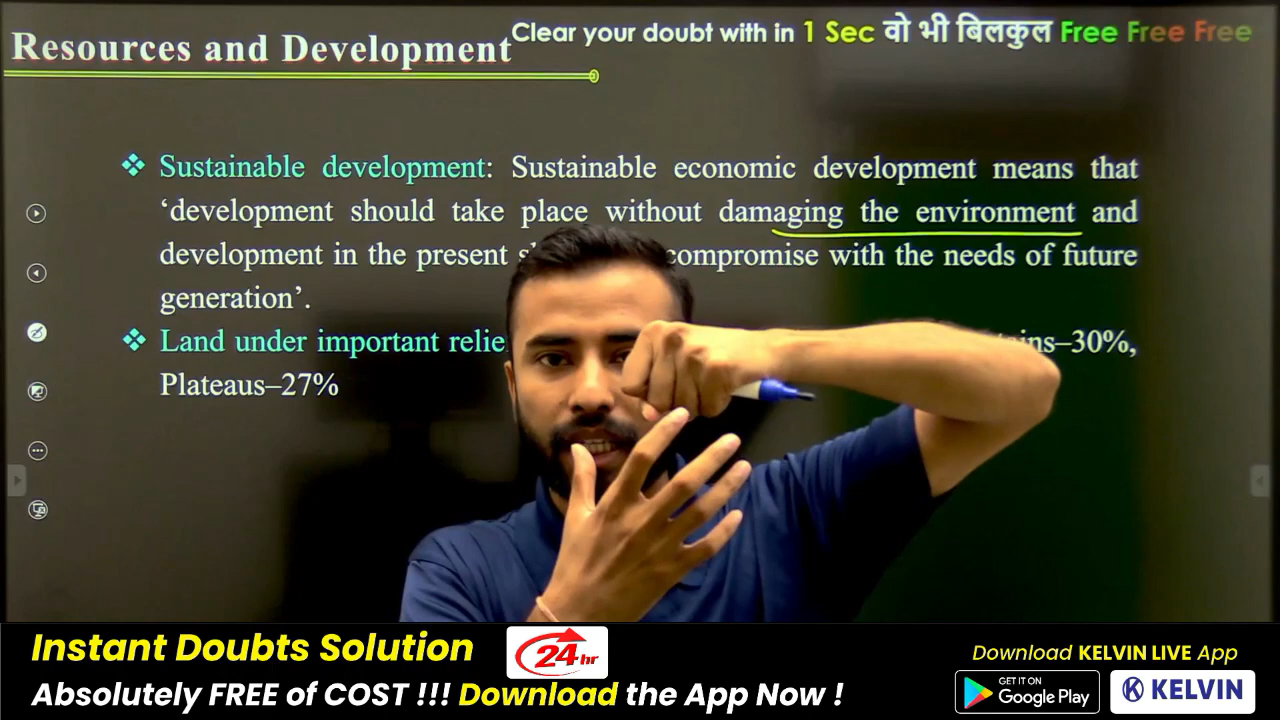 Resources and Development
Clear your doubt with in 1 Sec वो भी बिलकुल Free Free Free
❖ Sustainable development: Sustainable economic development means that
‘development should take place without damaging the environment and
development in the present compromise with the needs of future
generation’.
❖ Land under important –30%,
Plateaus–27%
Instant Doubts Solution
24hr
Absolutely FREE of COST !!! Download the App Now !
Download KELVIN LIVE App
GET IT ON
Google Play
KELVIN